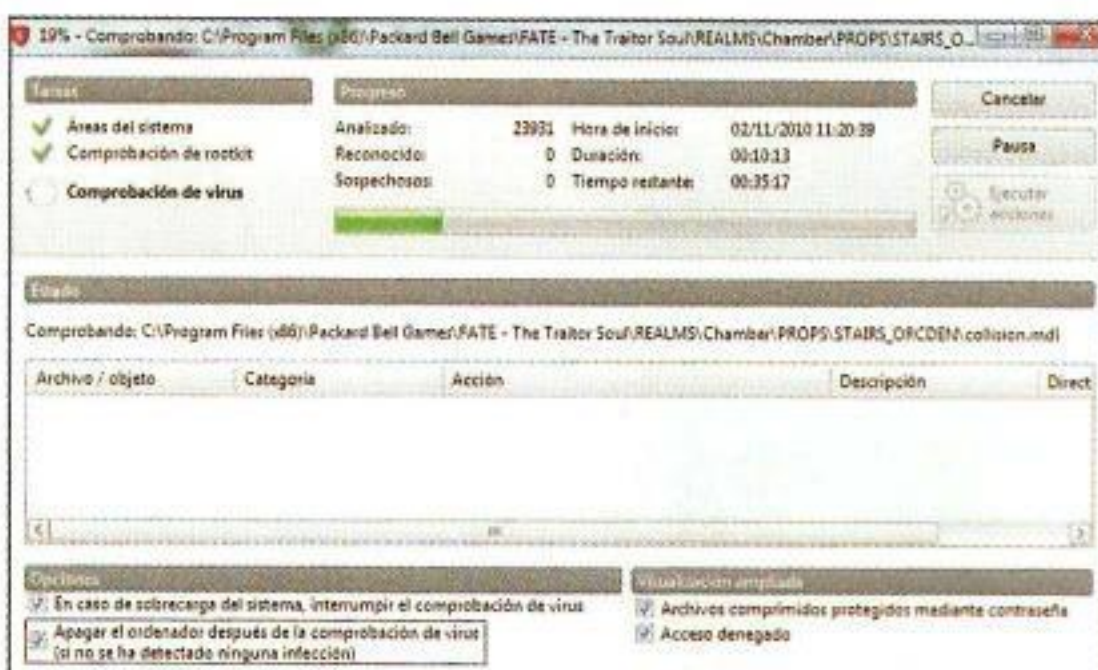 19% - Comprobando: C:\Program Files (x86)\Packard Bell Games\FATE - The Traitor Soul\REALMS\Chamber\PROPS\STAIRS_O...
Tareas
Áreas del sistema
Comprobación de rootkit
Comprobación de virus
Progreso
Analizado: 23931 Hora de inicio: 02/11/2010 11:20:39
Reconocido: 0 Duración: 00:10:13
Sospechosos: 0 Tiempo restante: 00:35:17
Cancelar
Pausa
Ejecutar
acciones
Estado
Comprobando: C:\Program Files (x86)\Packard Bell Games\FATE - The Traitor Soul\REALMS\Chamber\PROPS\STAIRS_ORCDEN\collision.mdl
Archivo / objeto Categoría Acción Descripción Direct
Opciones
En caso de sobrecarga del sistema, interrumpir el comprobación de virus
Apagar el ordenador después de la comprobación de virus
(si no se ha detectado ninguna infección)
Visualización ampliada
Archivos comprimidos protegidos mediante contraseña
Acceso denegado